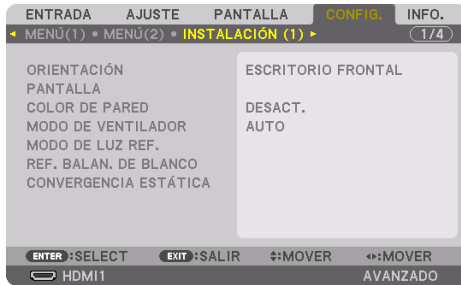 ENTRADA AJUSTE PANTALLA CONFIG. INFO.
MENÚ(1) MENÚ(2) INSTALACIÓN (1) 1/4
ORIENTACIÓN ESCRITORIO FRONTAL
PANTALLA
COLOR DE PARED DESACT.
MODO DE VENTILADOR AUTO
MODO DE LUZ REF.
REF. BALAN. DE BLANCO
CONVERGENCIA ESTÁTICA
ENTER :SELECT EXIT :SALIR :MOVER :MOVER
HDMI1 AVANZADO